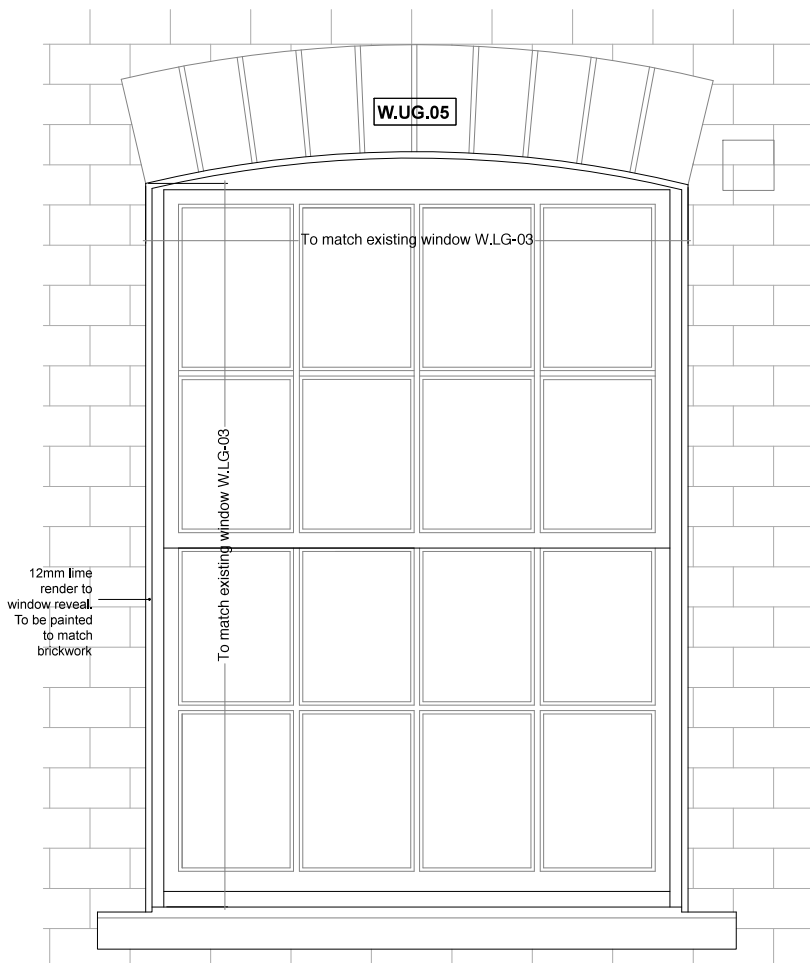 W.UG.05
To match existing window W.LG-03
To match existing window W.LG-03
12mm lime
render to
window reveal.
To be painted
to match
brickwork